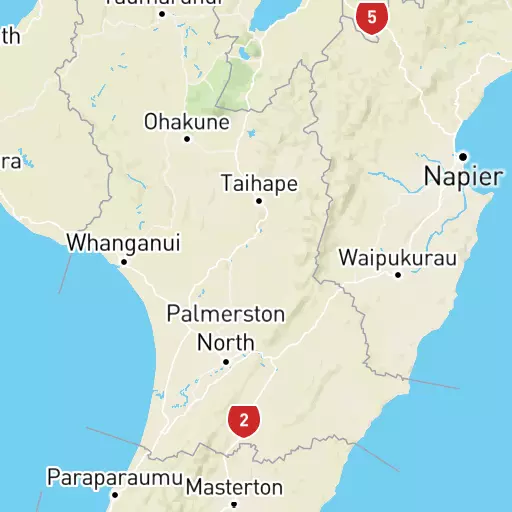 5
Ohakune
Napier
Taihape
Whanganui
Waipukurau
Palmerston
North
2
Paraparaumu
Masterton